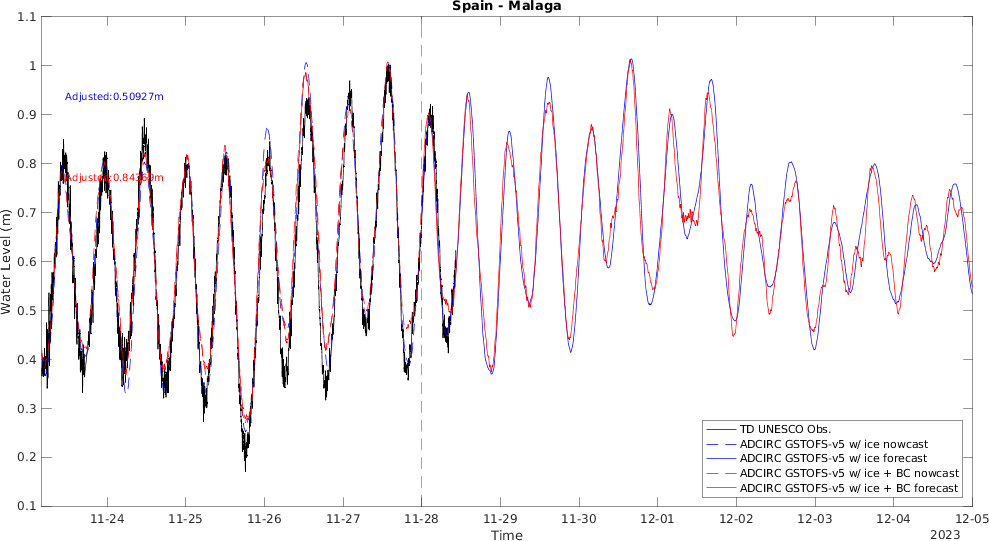 Spain - Malaga
1.1
1
0.9
0.8
0.7
0.6
0.5
0.4
0.3
0.2
0.1
Water Level (m)
Adjusted:0.50927m
Adjusted:0.84369m
TD UNESCO Obs.
ADCIRC GSTOFS-v5 w/ ice nowcast
ADCIRC GSTOFS-v5 w/ ice forecast
ADCIRC GSTOFS-v5 w/ ice + BC nowcast
ADCIRC GSTOFS-v5 w/ ice + BC forecast
11-24 11-25 11-26 11-27 11-28 11-29 11-30 12-01 12-02 12-03 12-04 12-05
Time
2023